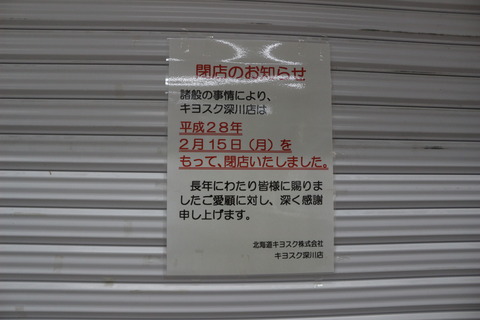 閉店のお知らせ
諸般の事情により、
キヨスク深川店は
平成28年
2月15日（月）を
もって、閉店いたしました。
長年にわたり皆様に賜りま
したご愛顧に対し、深く感謝
申し上げます。
北海道キヨスク株式会社
キヨスク深川店